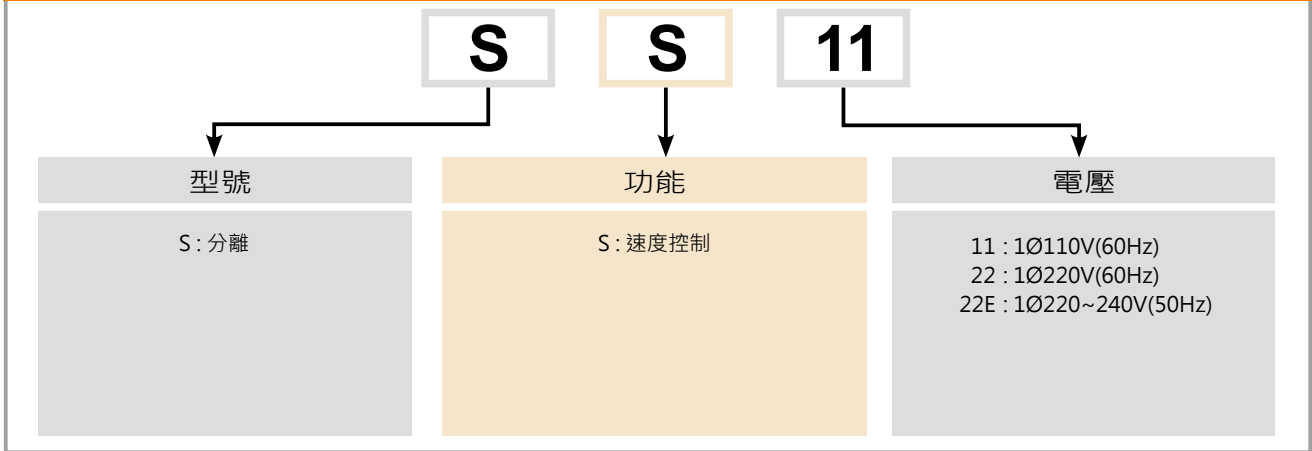 S S 11
型號 功能 電壓
S : 分離
S : 速度控制
11 : 1Ø110V(60Hz)
22 : 1Ø220V(60Hz)
22E : 1Ø220~240V(50Hz)